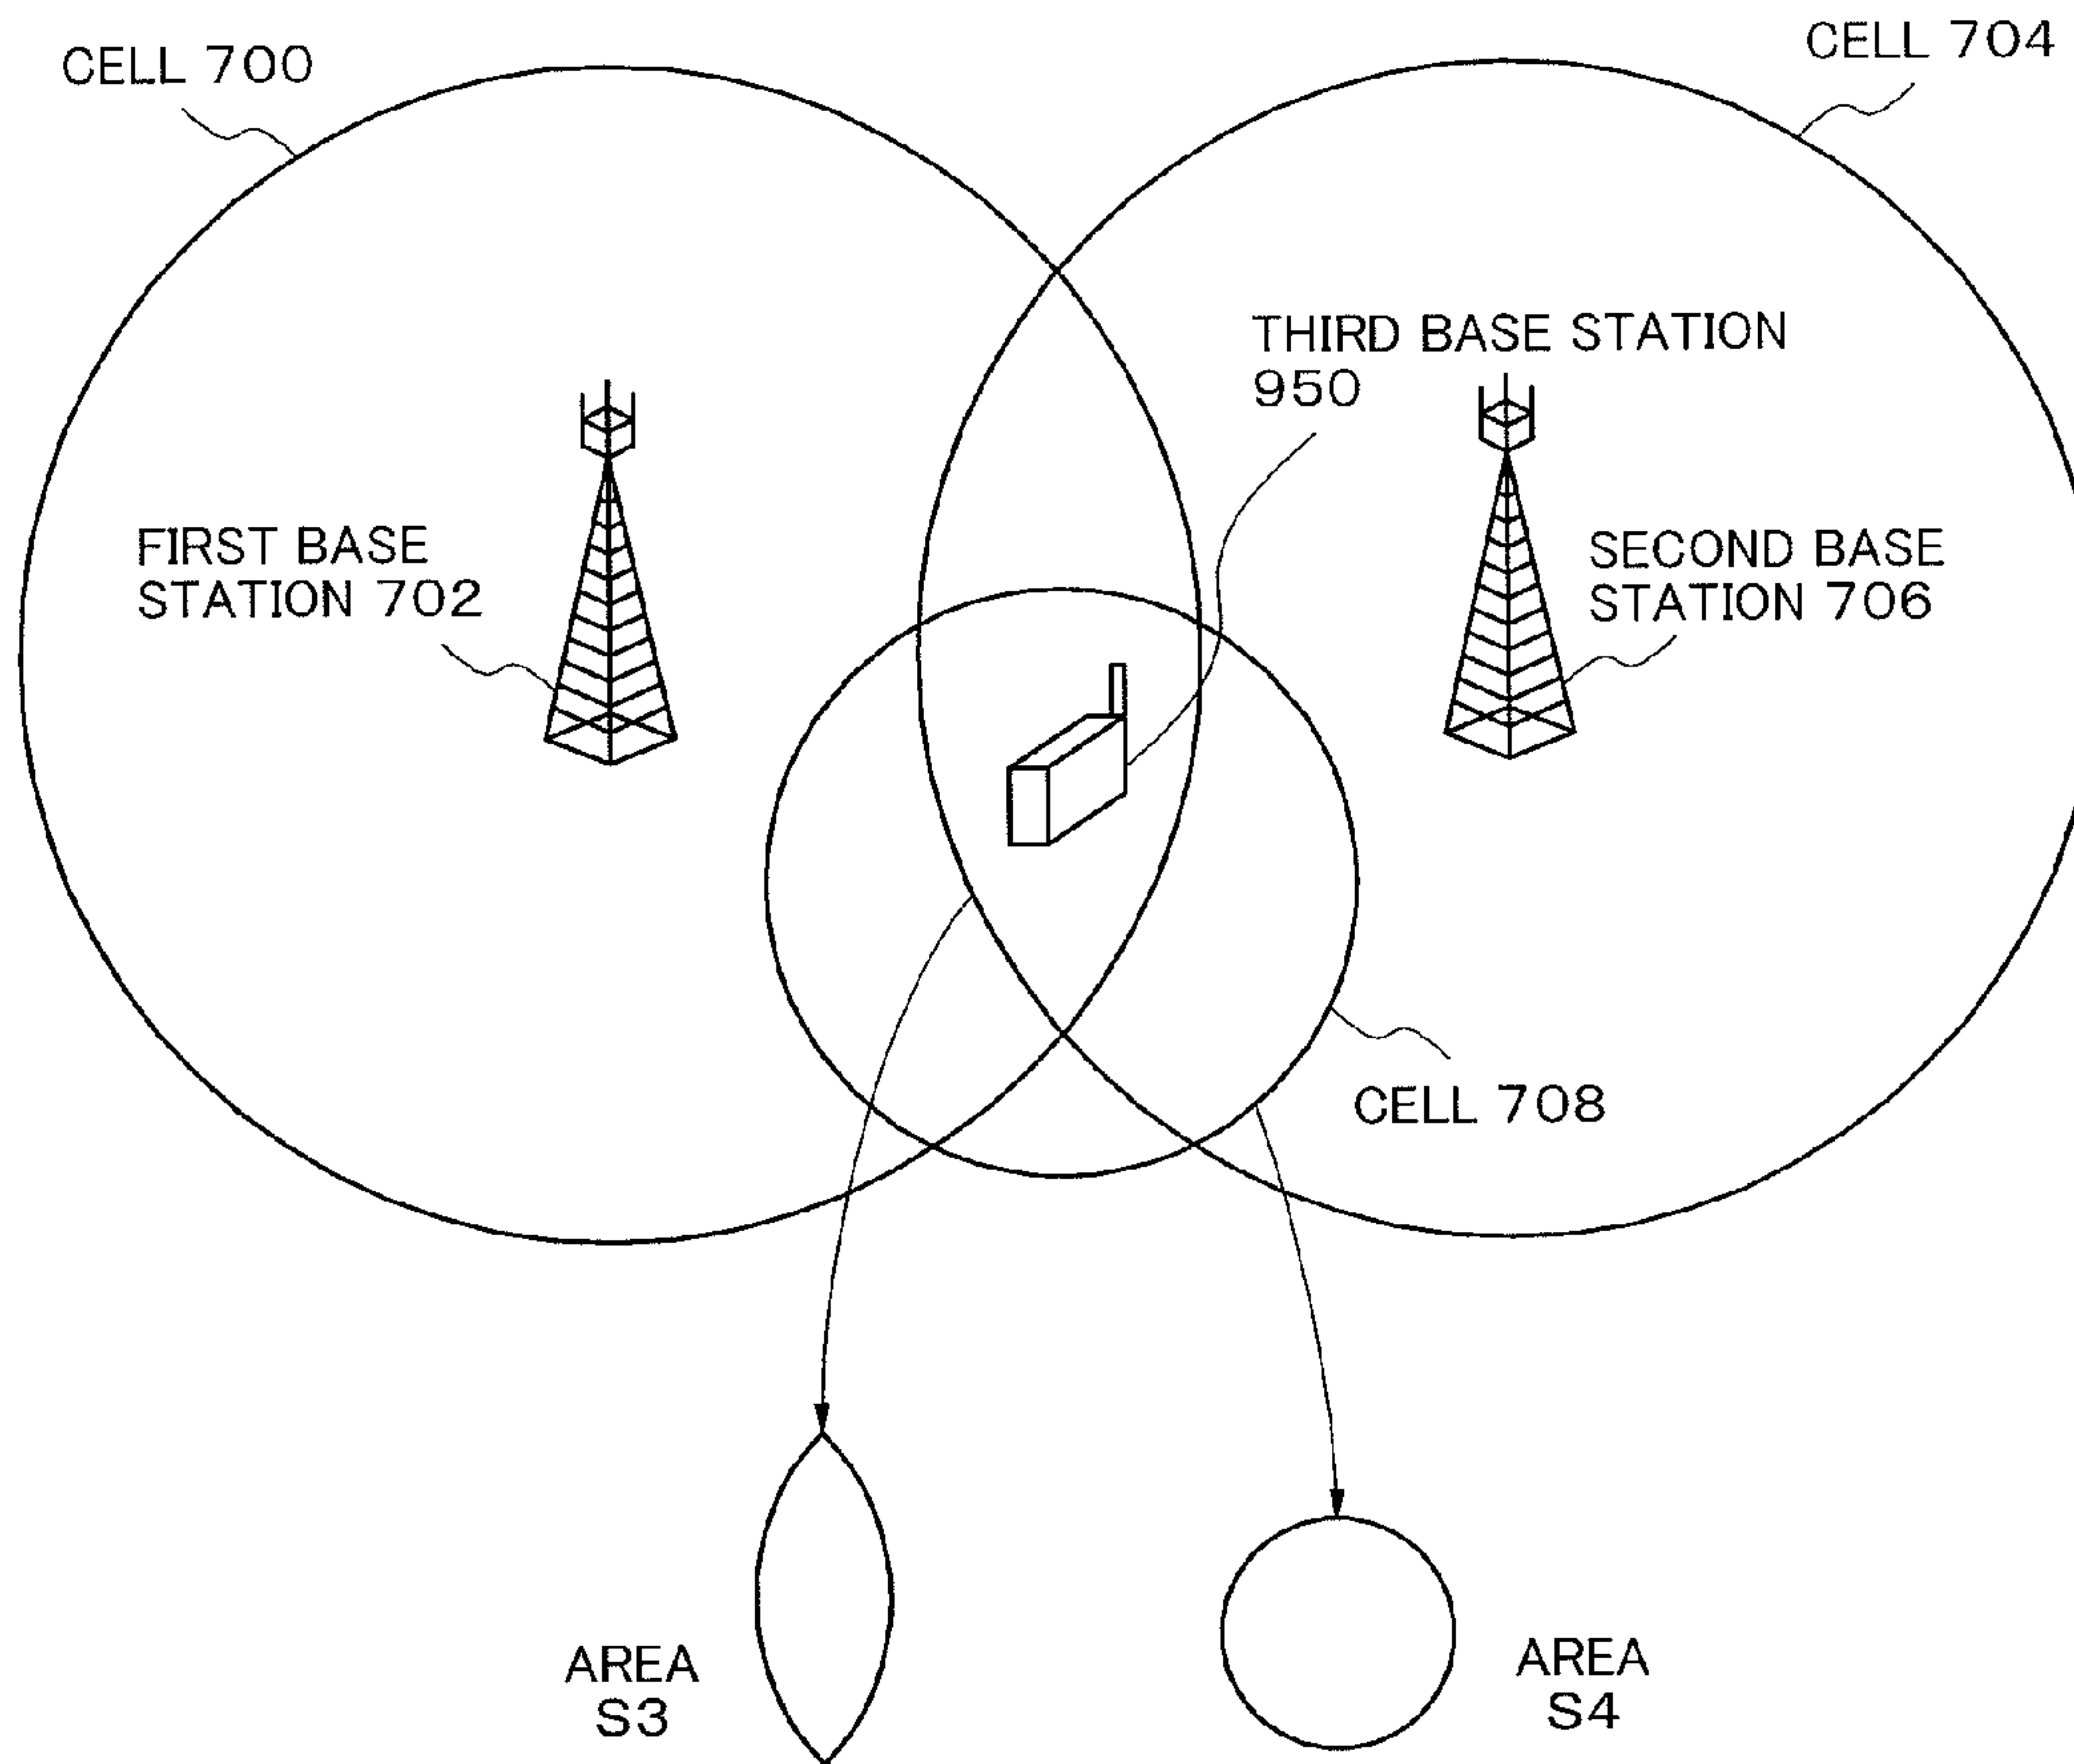 CELL 700
CELL 704
THIRD BASE STATION
950
FIRST BASE
STATION 702
SECOND BASE
STATION 706
CELL 708
AREA
S3
AREA
S4